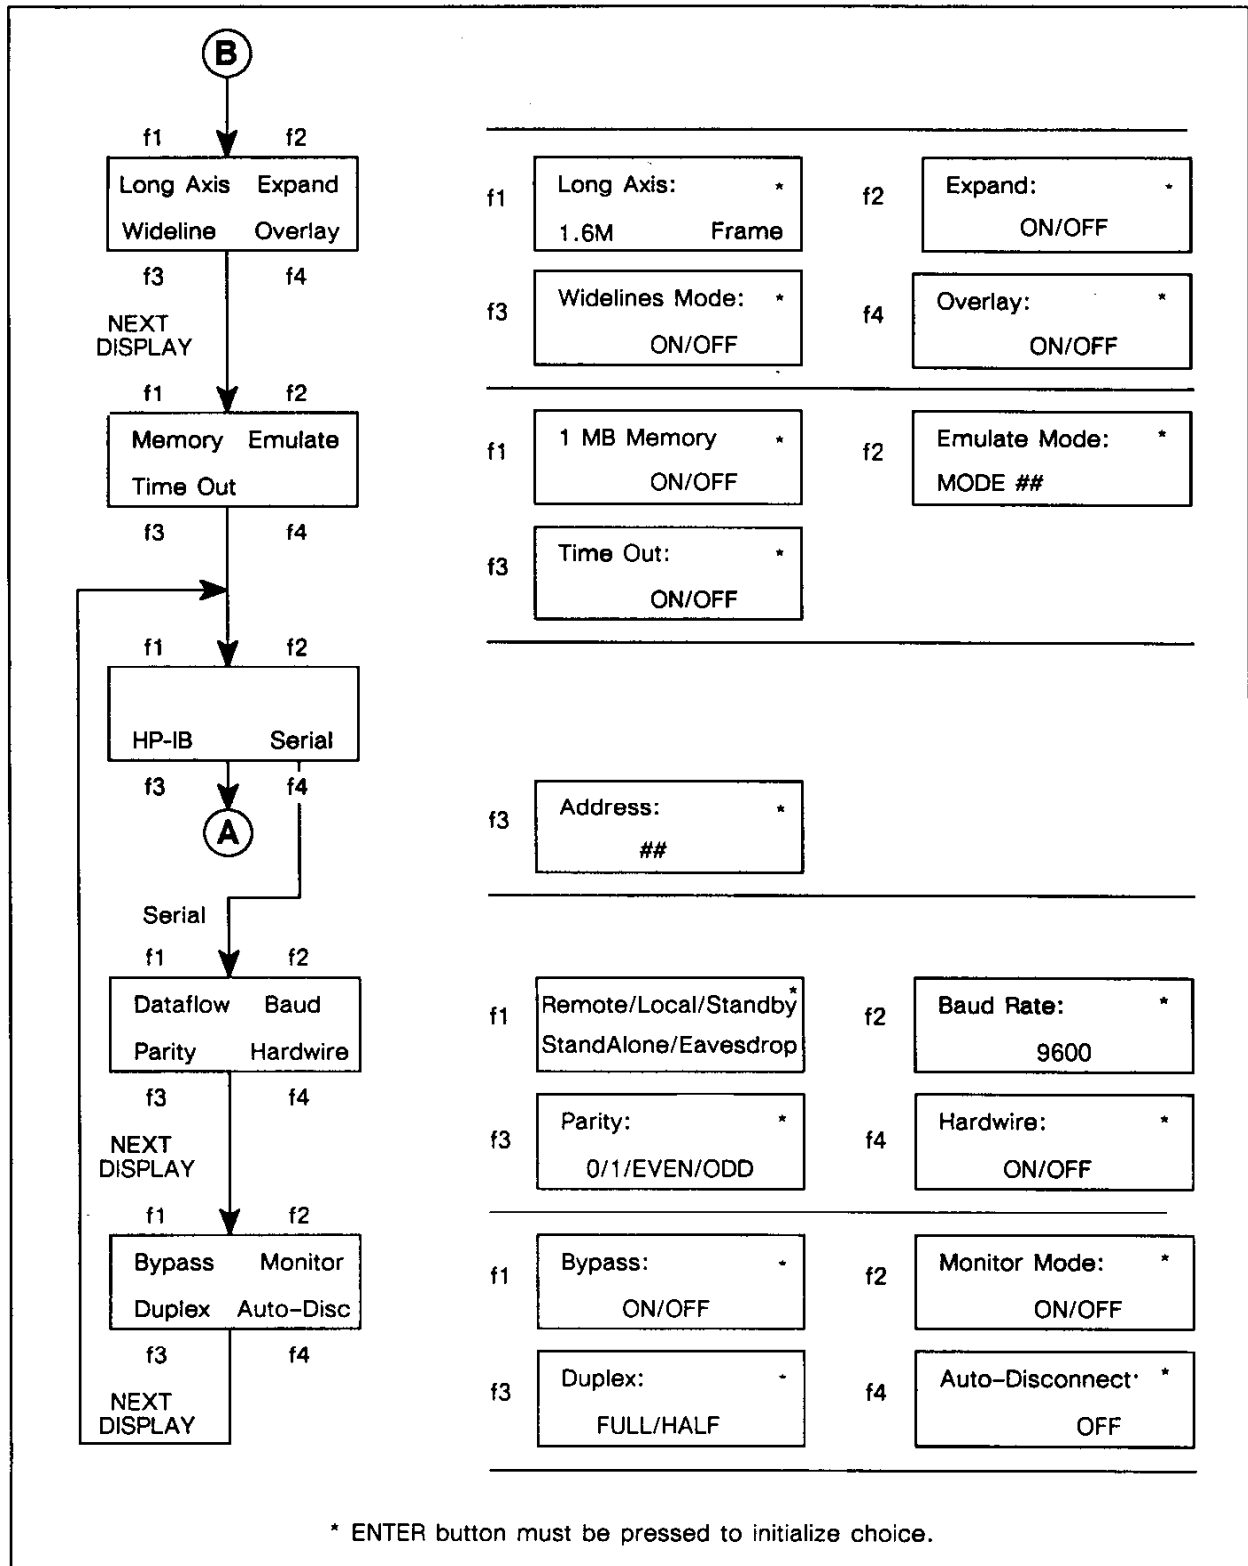 B
f1 f2
Long Axis Expand
Wideline Overlay
f3 f4
NEXT
DISPLAY
f1 Long Axis: *
1.6M Frame
f2 Expand: *
ON/OFF
f3 Widelines Mode: *
ON/OFF
f4 Overlay: *
ON/OFF
f1 f2
Memory Emulate
Time Out
f3 f4
f1 1 MB Memory *
ON/OFF
f2 Emulate Mode: *
MODE ##
f3 Time Out: *
ON/OFF
f1 f2
HP-IB Serial
f3 f4
A
f3 Address: *
##
Serial
f1 f2
Dataflow Baud
Parity Hardwire
f3 f4
NEXT
DISPLAY
f1 Remote/Local/Standby *
StandAlone/Eavesdrop
f2 Baud Rate: *
9600
f3 Parity: *
0/1/EVEN/ODD
f4 Hardwire: *
ON/OFF
f1 f2
Bypass Monitor
Duplex Auto-Disc
f3 f4
NEXT
DISPLAY
f1 Bypass: *
ON/OFF
f2 Monitor Mode: *
ON/OFF
f3 Duplex: *
FULL/HALF
f4 Auto-Disconnect: *
OFF
* ENTER button must be pressed to initialize choice.